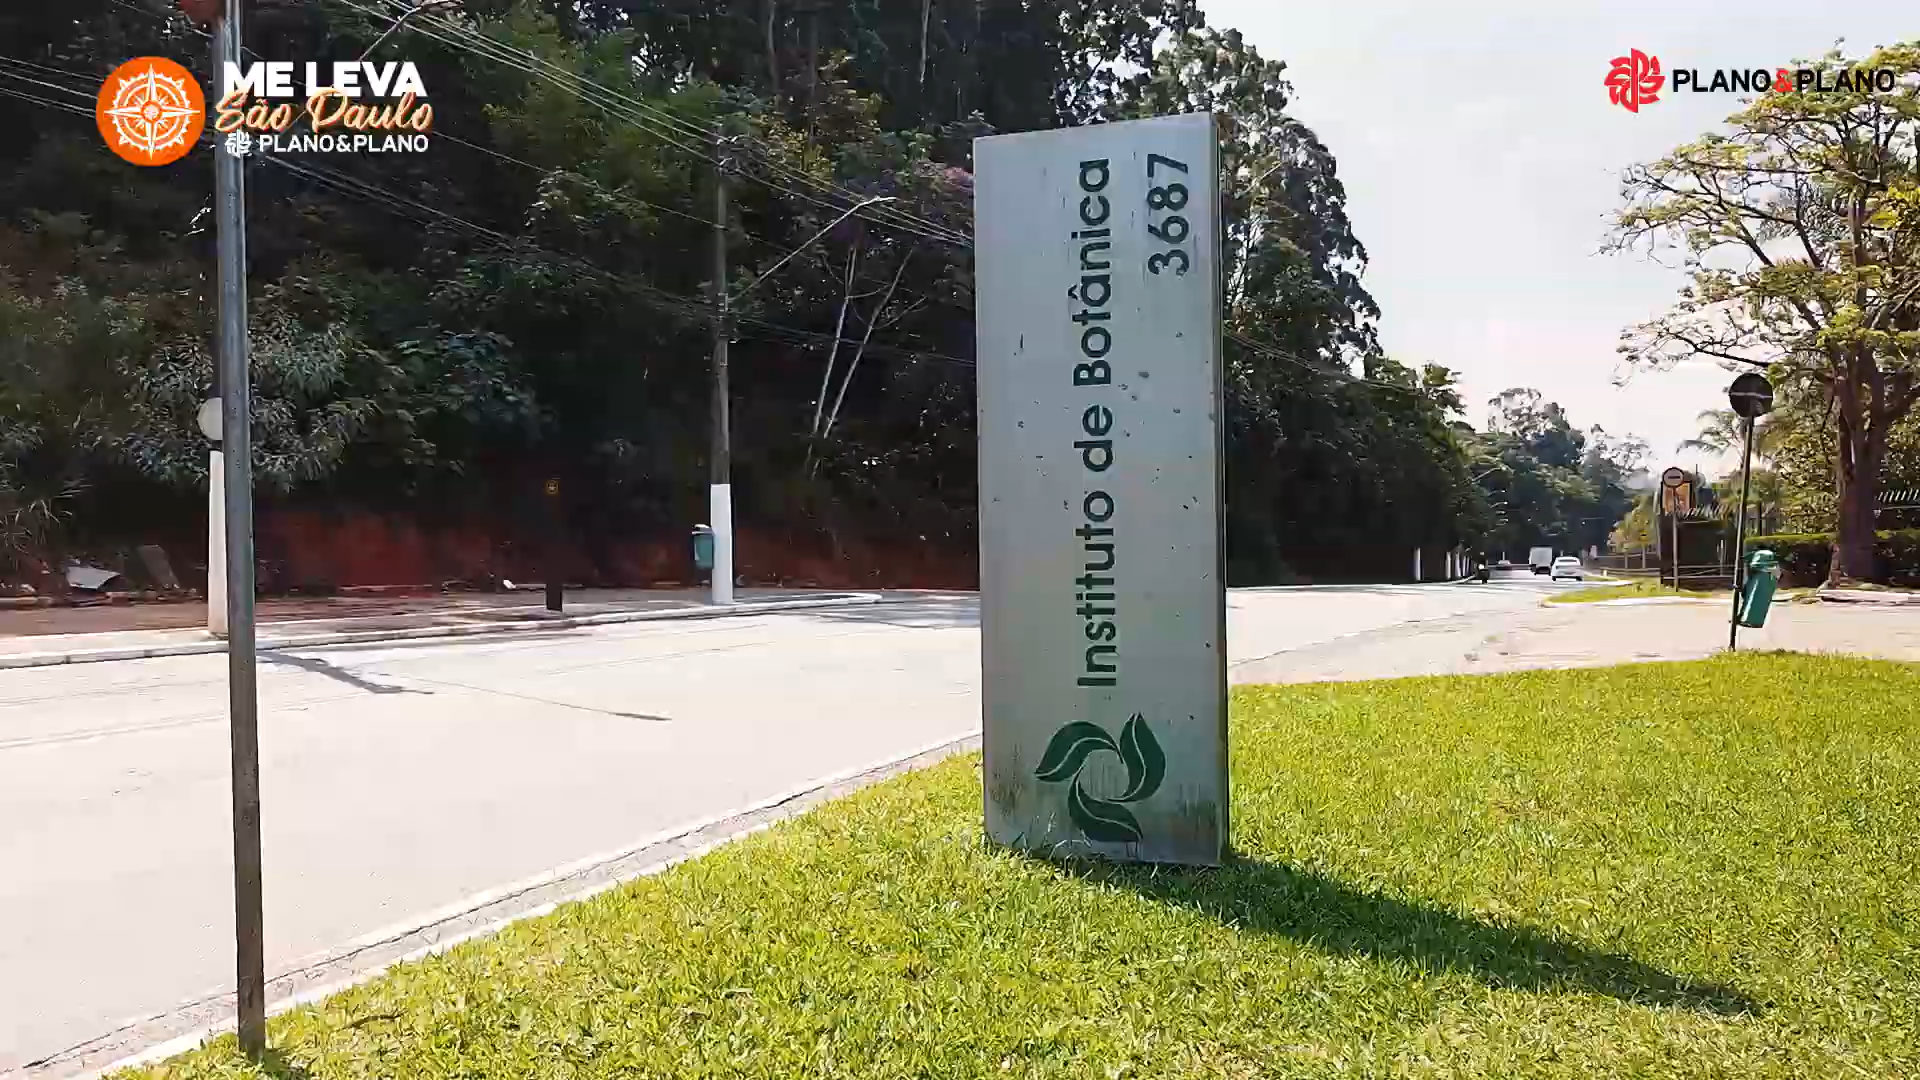 ME LEVA
São Paulo
PLANO&PLANO
PLANO&PLANO
Instituto de Botânica
3687